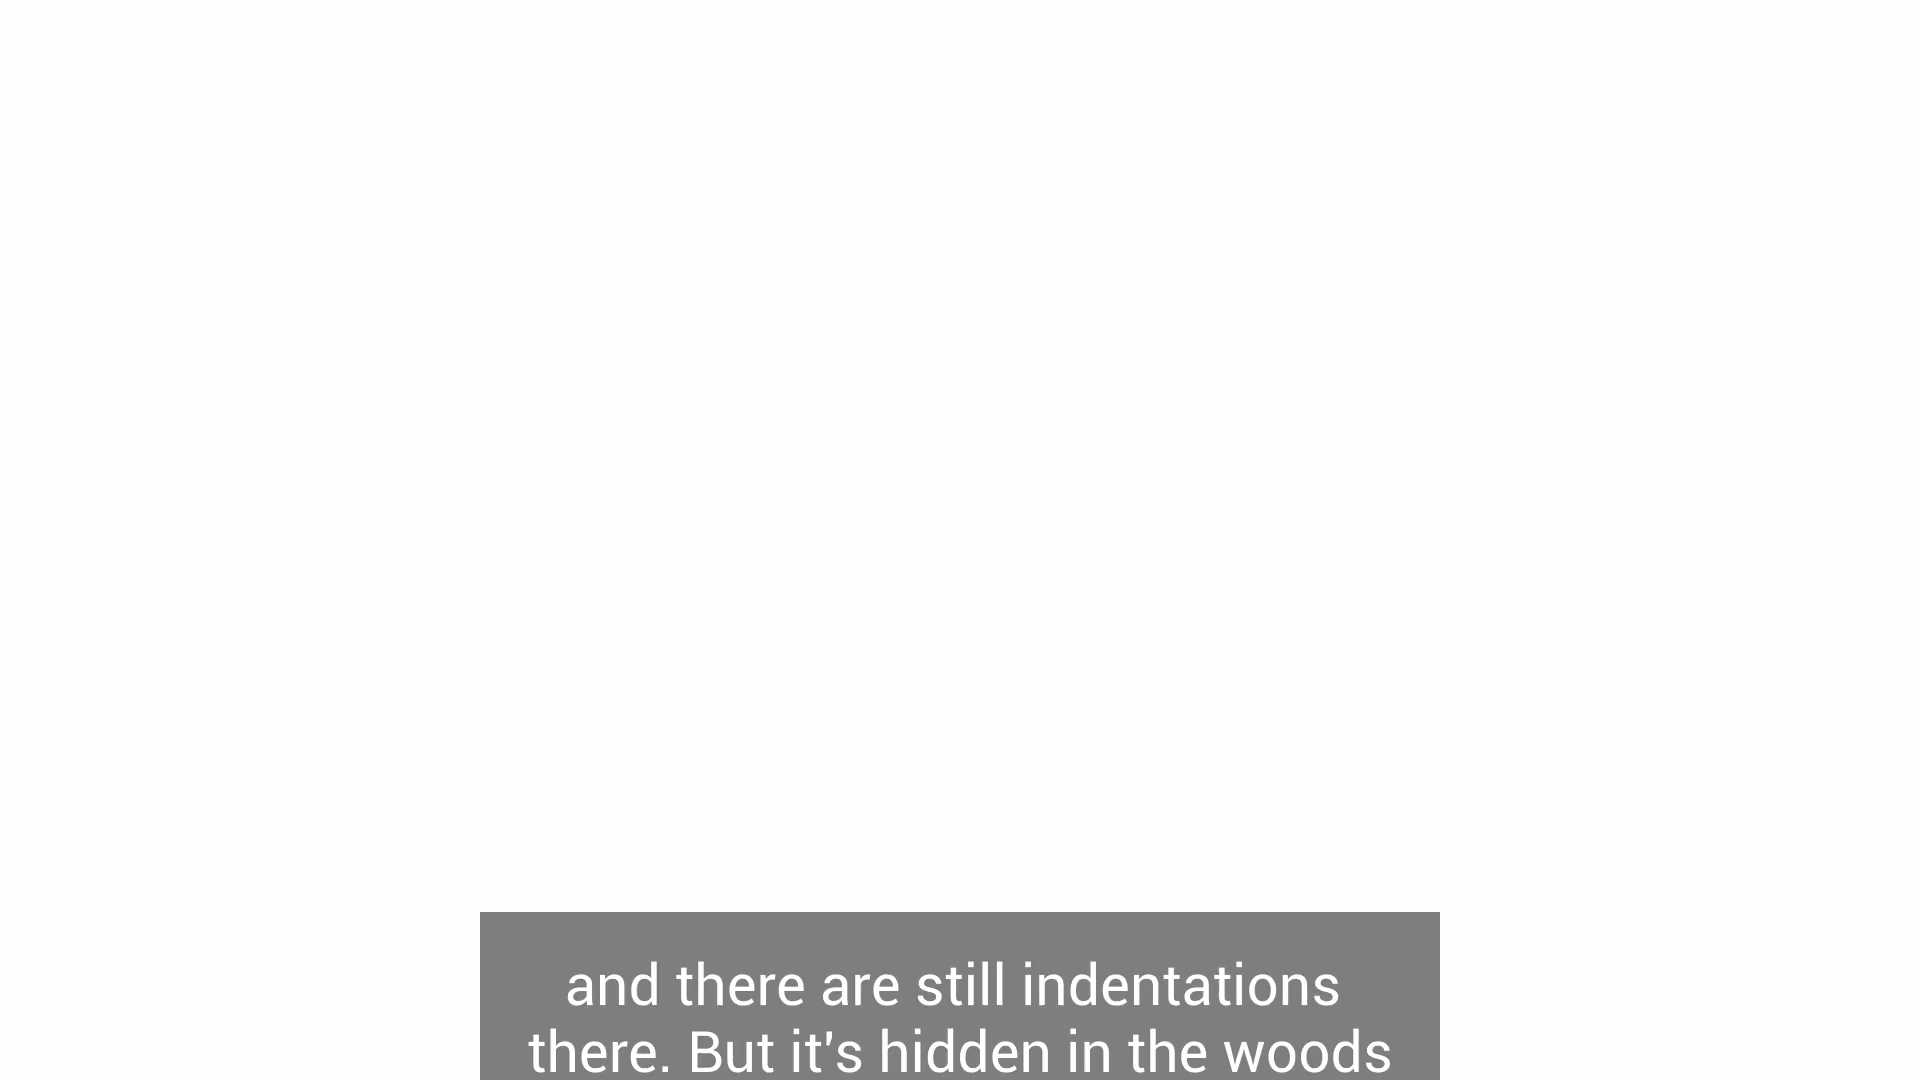 and there are still indentations
there. But it's hidden in the woods